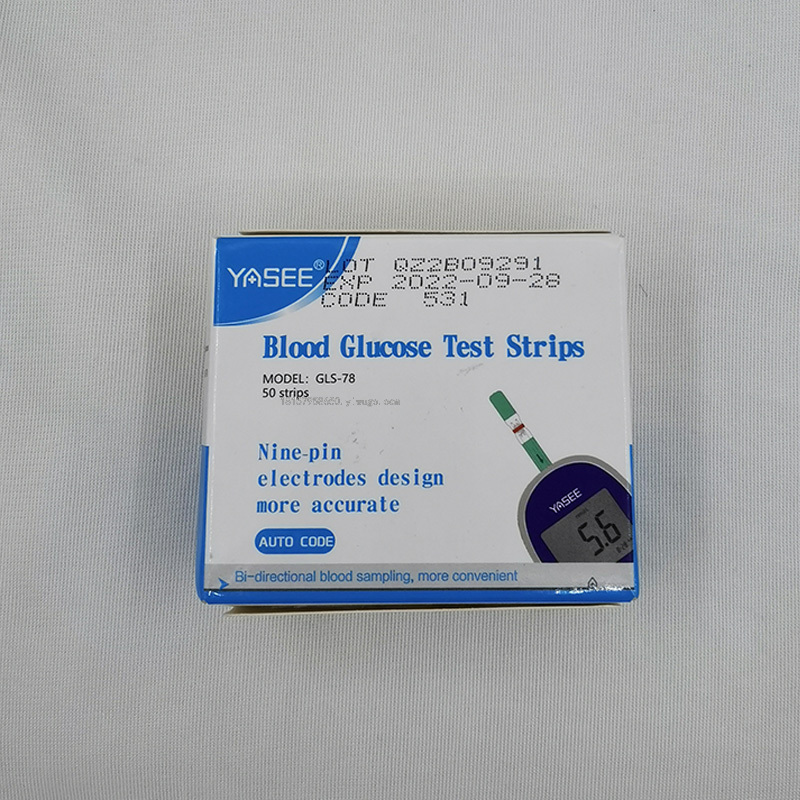 YASEE®
LOT QZ2B09291
EXP 2022-09-28
CODE 531
Blood Glucose Test Strips
MODEL: GLS-78
50 strips
Nine-pin
electrodes design
more accurate
AUTO CODE
YASEE
5.6
Bi-directional blood sampling, more convenient